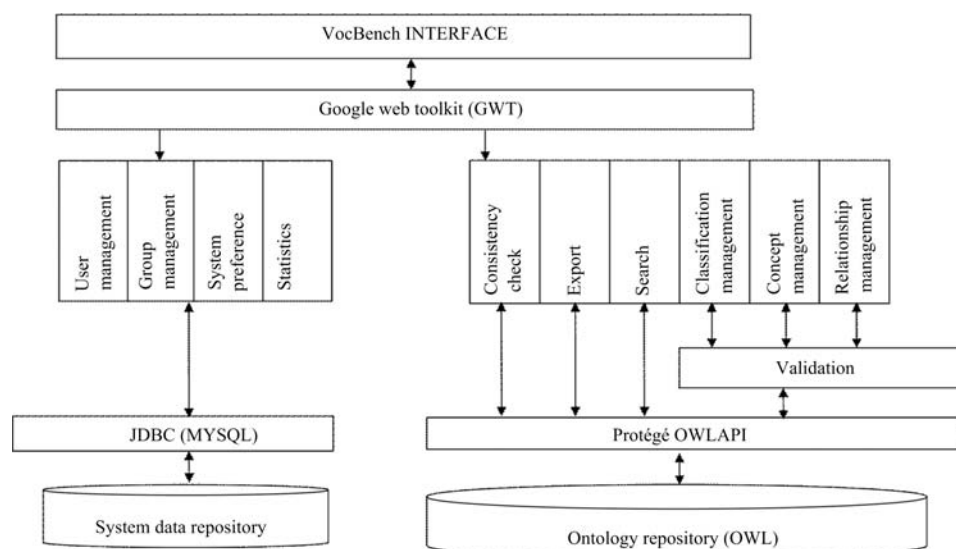 VocBench INTERFACE
Google web toolkit (GWT)
User
management
Group
management
System
preference
Statistics
Consistency
check
Export
Search
Classification
management
Concept
management
Relationship
management
Validation
JDBC (MYSQL)
Protégé OWLAPI
System data repository
Ontology repository (OWL)